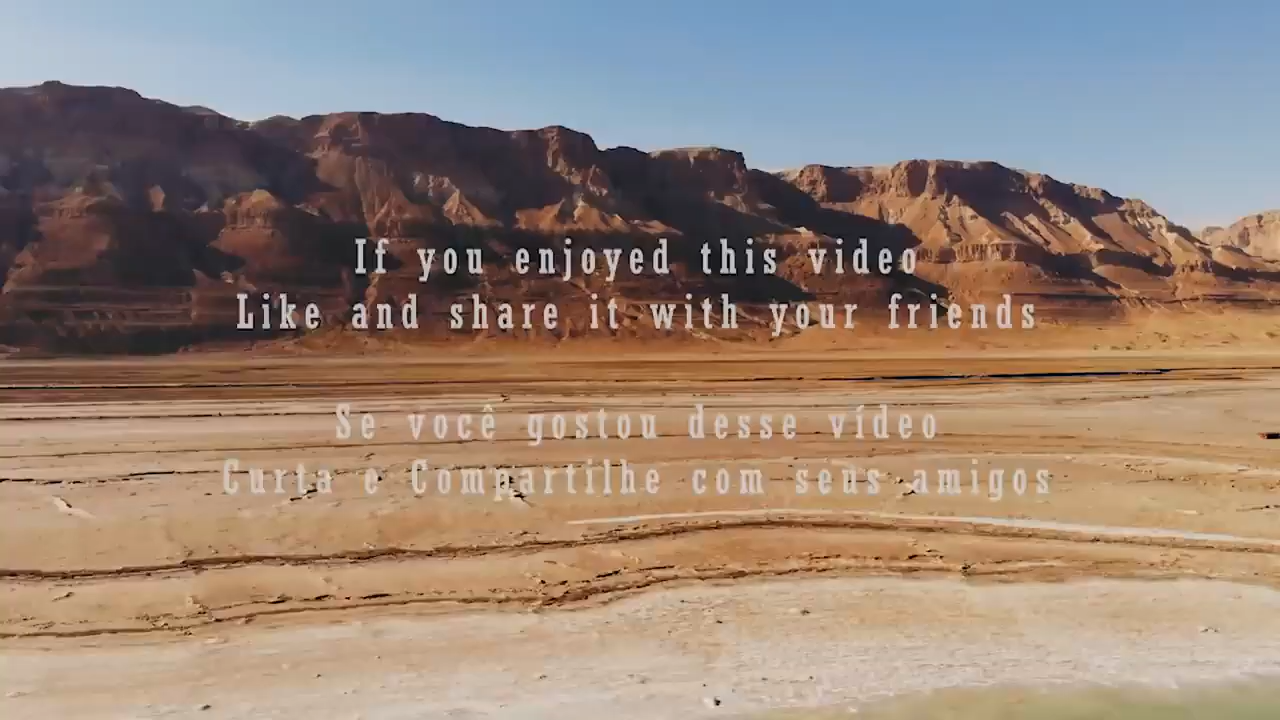 If you enjoyed this video
Like and share it with your friends
Se você gostou desse vídeo
Curta e Compartilhe com seus amigos